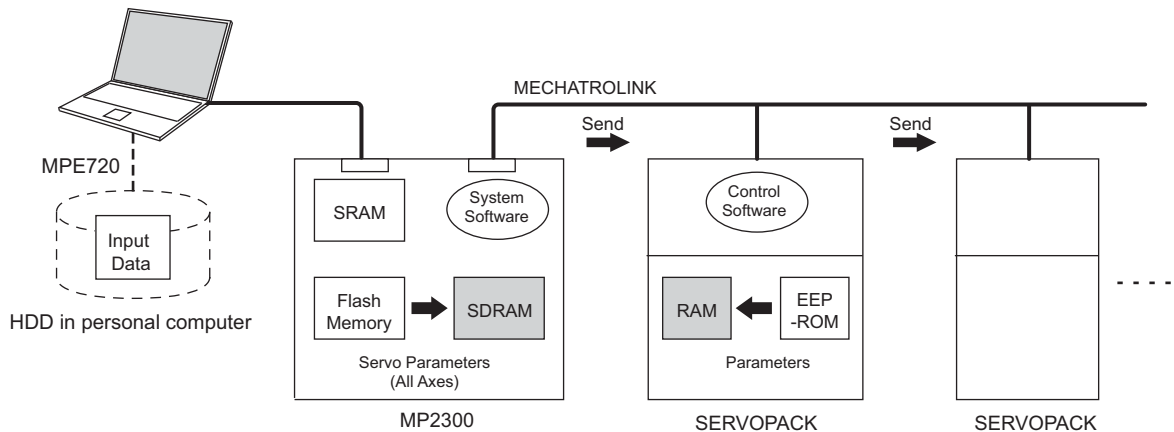 MECHATROLINK
Send
Send
MPE720
Input
Data
HDD in personal computer
SRAM
System
Software
Flash
Memory
SDRAM
Servo Parameters
(All Axes)
MP2300
Control
Software
RAM
EEP
-ROM
Parameters
SERVOPACK
SERVOPACK